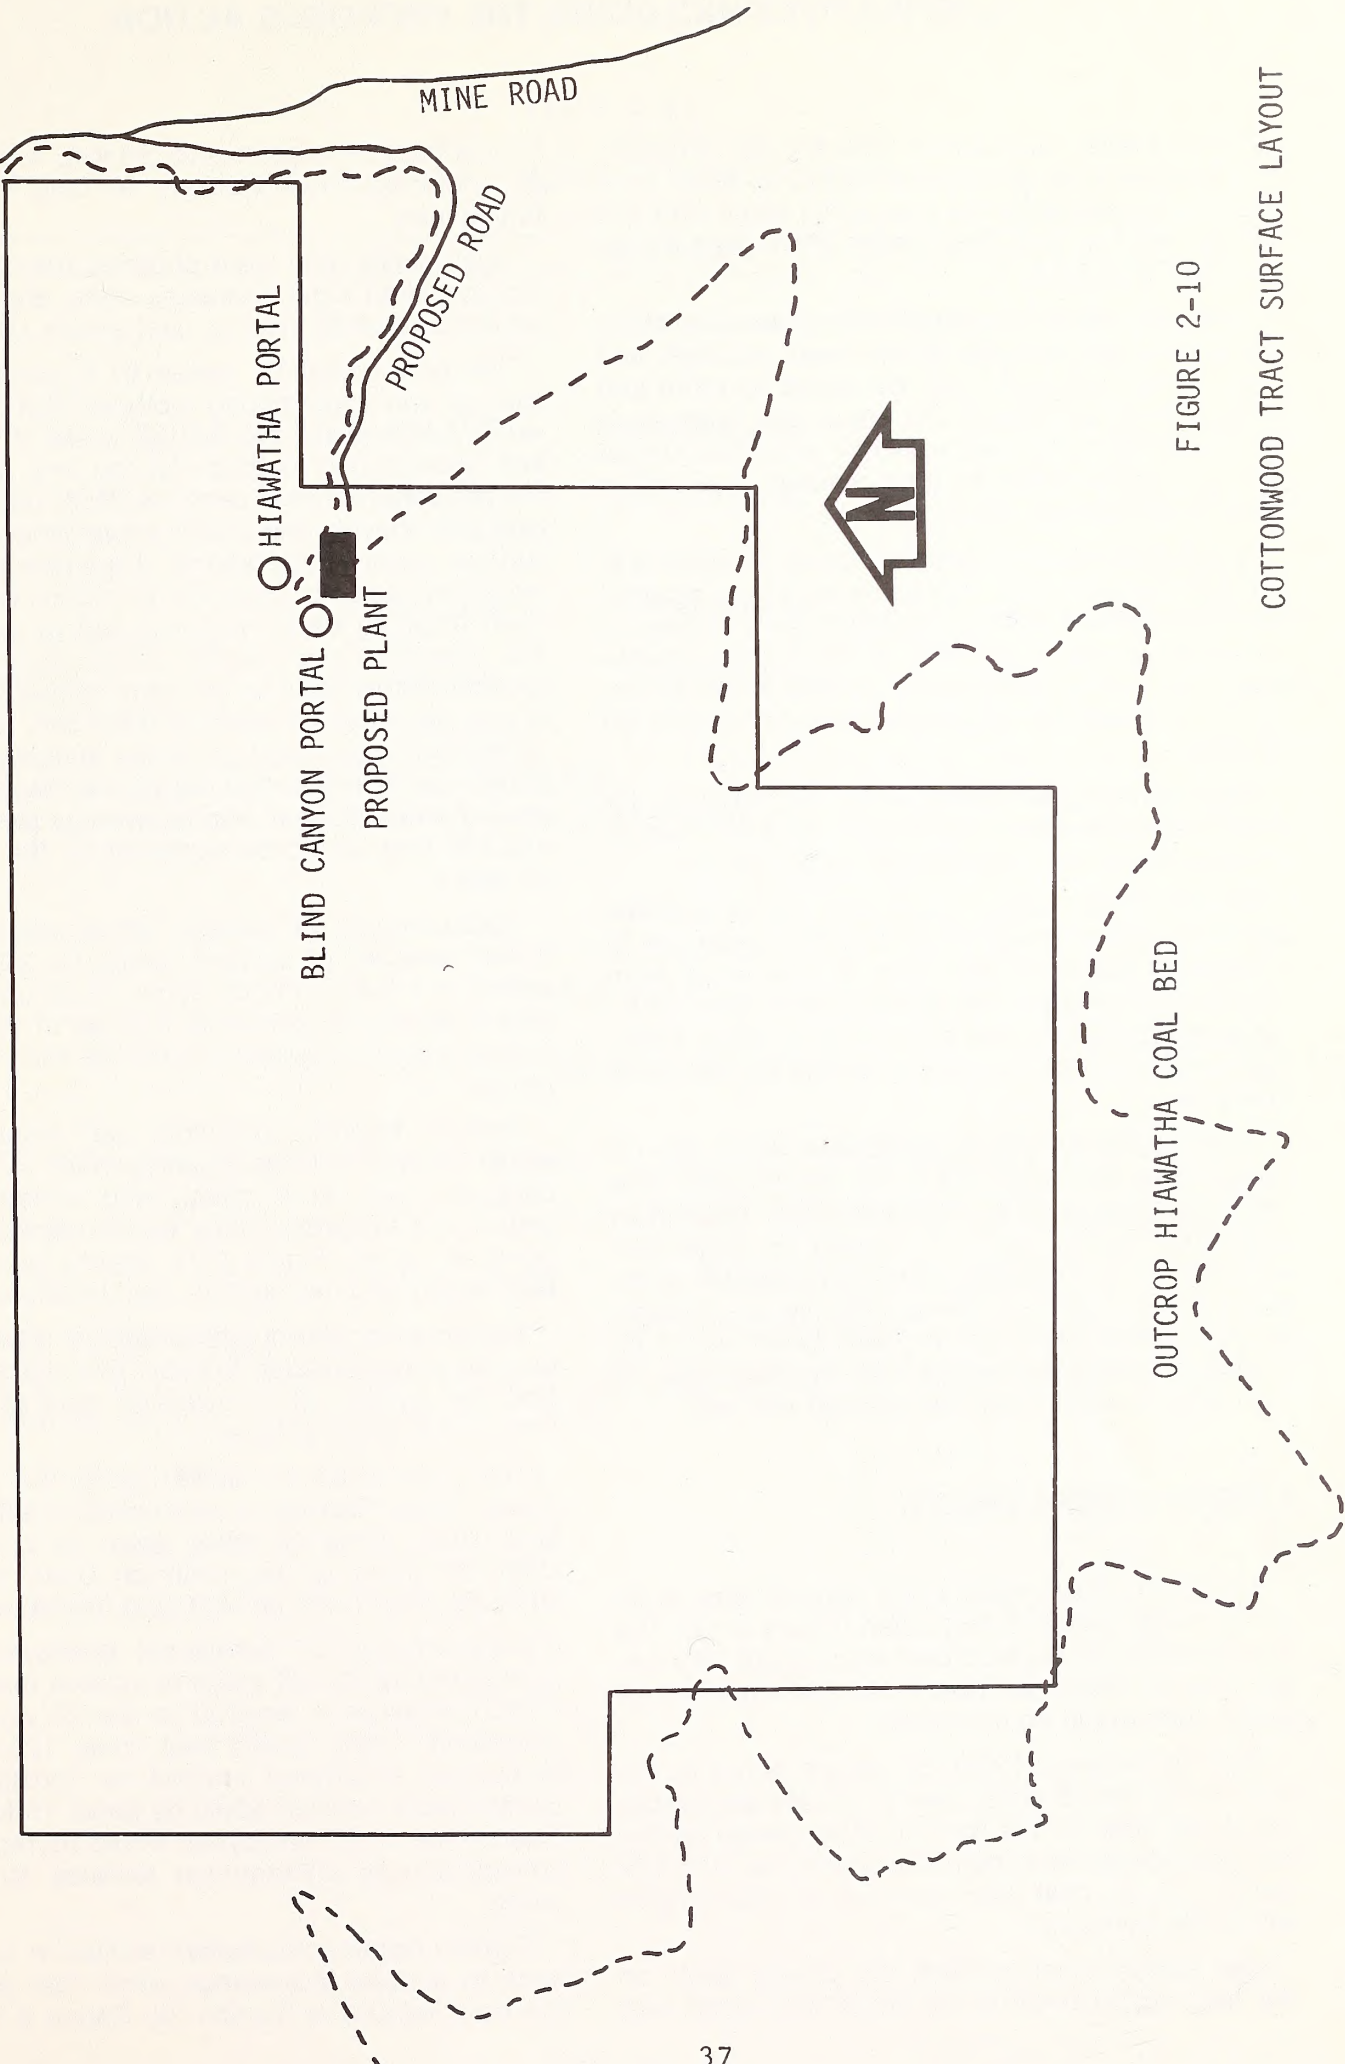 MINE ROAD
PROPOSED ROAD
HIAWATHA PORTAL
BLIND CANYON PORTAL
PROPOSED PLANT
N
OUTCROP HIAWATHA COAL BED
FIGURE 2-10
COTTONWOOD TRACT SURFACE LAYOUT
37